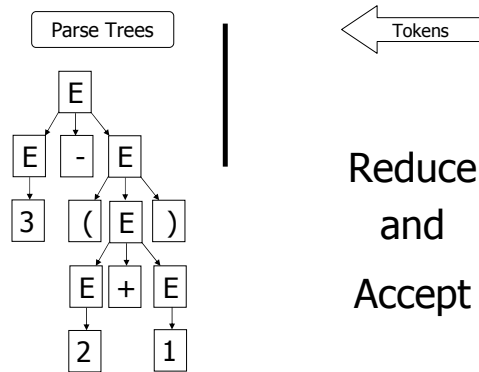 Parse Trees
Tokens
E
E - E
3 ( E )
E + E
2 1
Reduce
and
Accept